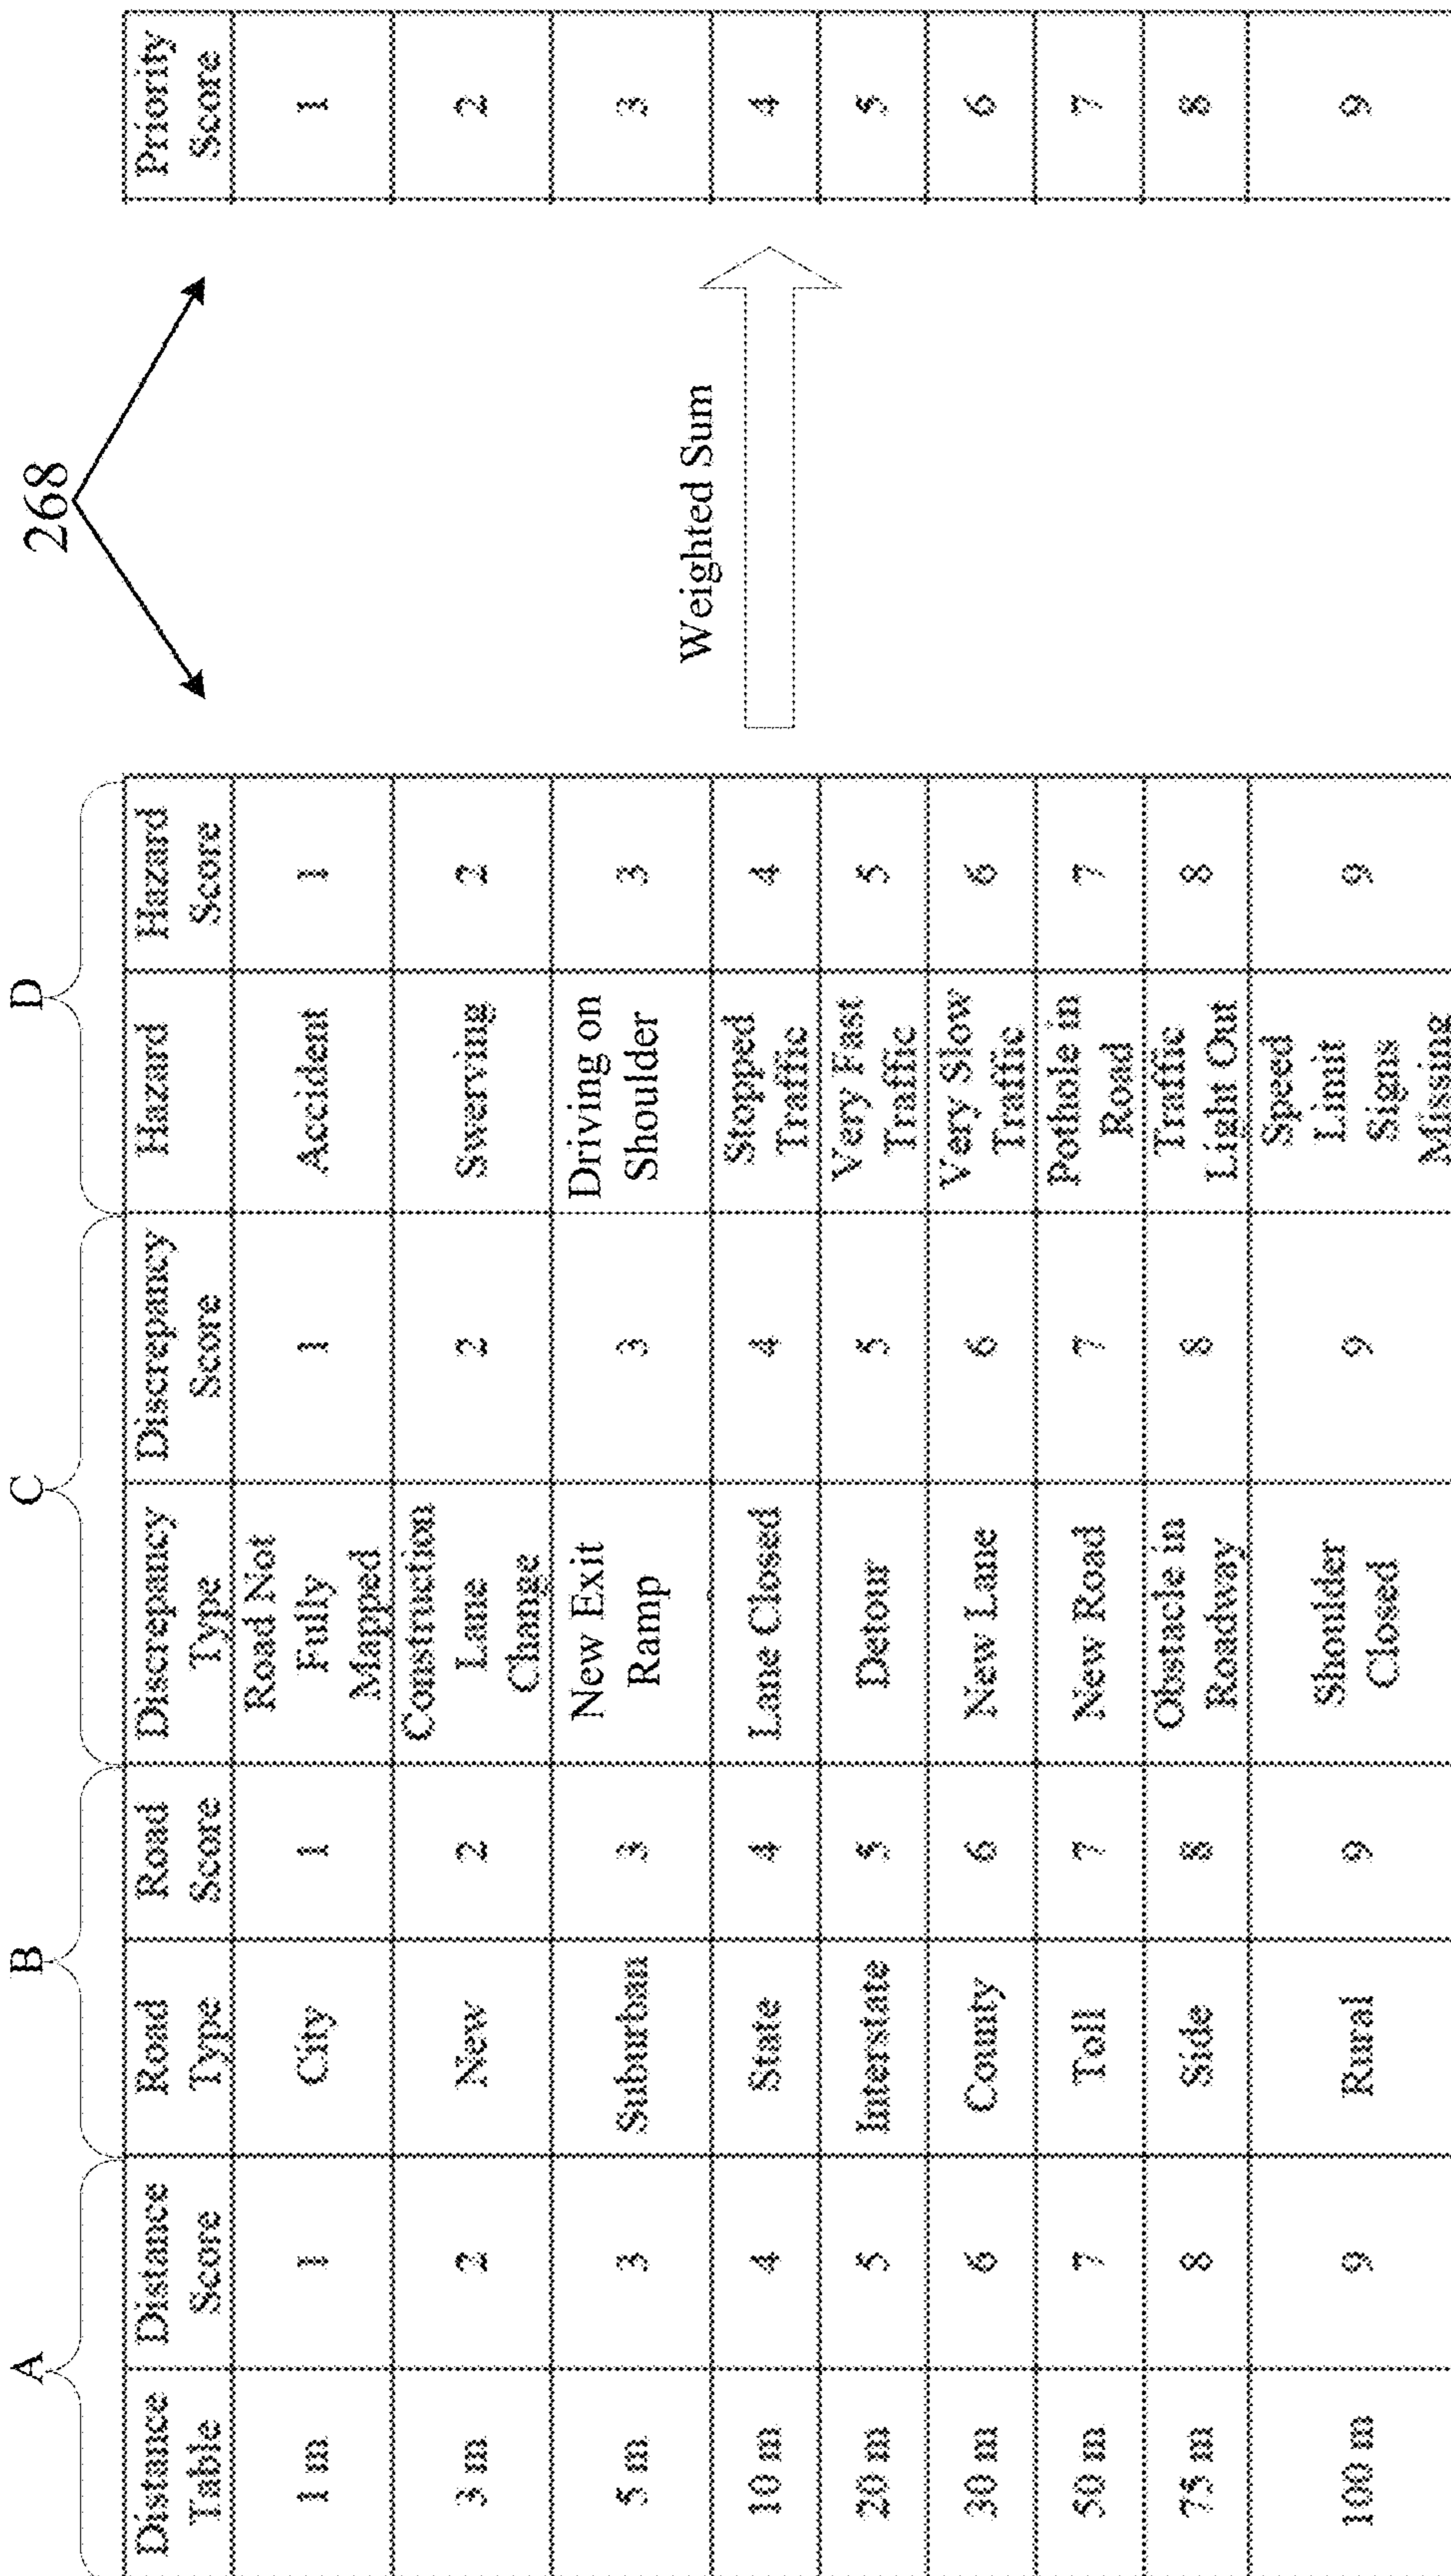 A
B
C
D
268
Distance
Table
Distance
Score
Road
Type
Road
Score
Discrepancy
Type
Discrepancy
Score
Hazard
Hazard
Score
Priority
Score
1 m
1
City
1
Road Not
Fully
Mapped
1
Accident
1
1
3 m
2
New
2
Construction
Lane
Change
2
Swerving
2
2
5 m
3
Suburban
3
New Exit
Ramp
3
Driving on
Shoulder
3
3
Weighted Sum
10 m
4
State
4
Lane Closed
4
Stopped
Traffic
4
4
20 m
5
Interstate
5
Detour
5
Very Fast
Traffic
5
5
30 m
6
County
6
New Lane
6
Very Slow
Traffic
6
6
50 m
7
Toll
7
New Road
7
Pothole in
Road
7
7
75 m
8
Side
8
Obstacle in
Roadway
8
Traffic
Light Out
8
8
100 m
9
Rural
9
Shoulder
Closed
9
Speed
Limit
Signs
Missing
9
9